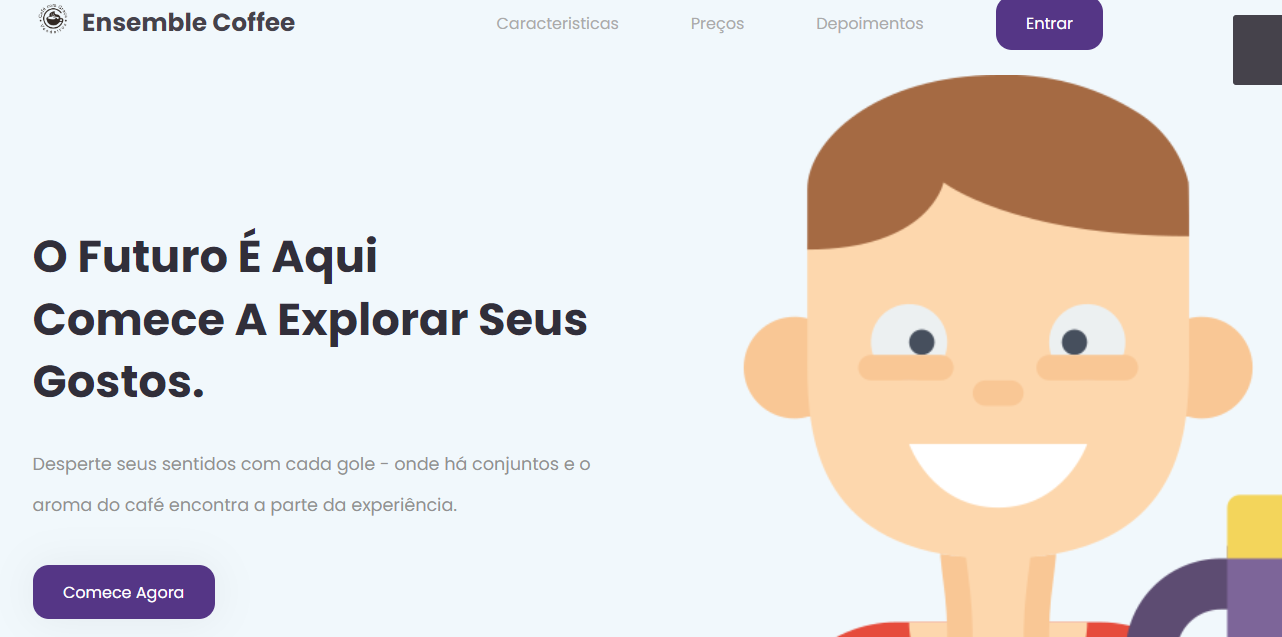 Ensemble Coffee
Caracteristicas
Preços
Depoimentos
Entrar
O Futuro É Aqui
Comece A Explorar Seus
Gostos.
Desperte seus sentidos com cada gole - onde há conjuntos e o
aroma do café encontra a parte da experiência.
Comece Agora